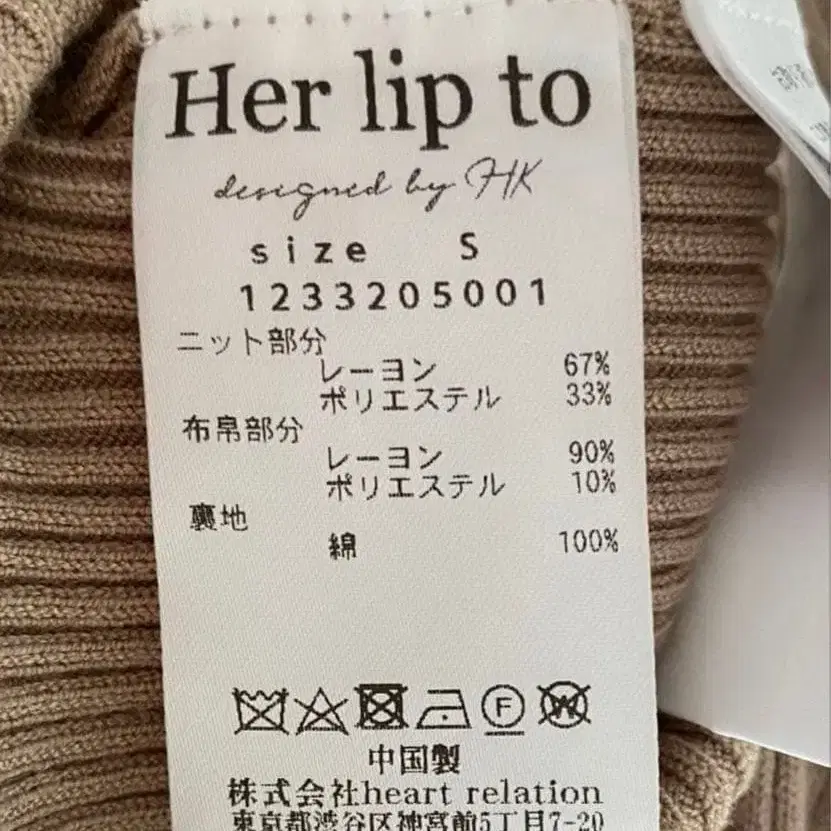 Her lip to
designed by HK
size S
1233205001
ニット部分
レーヨン 67%
ポリエステル 33%
布帛部分
レーヨン 90%
ポリエステル 10%
裏地
綿 100%
F W
中国製
株式会社heart relation
東京都渋谷区神宮前5丁目7-20